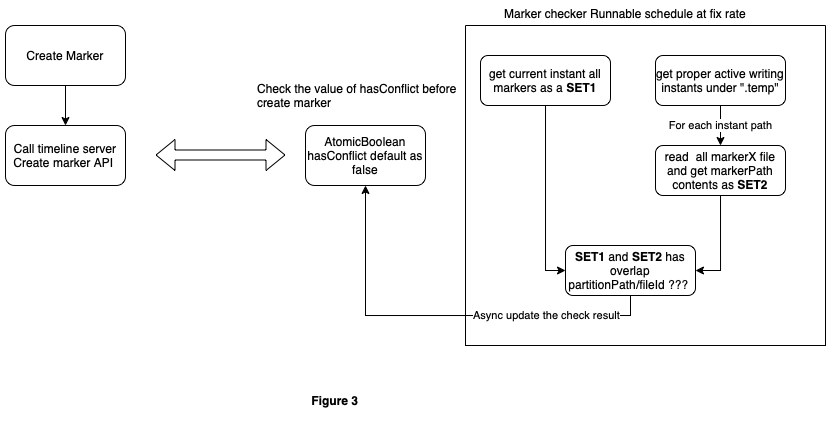 Marker checker Runnable schedule at fix rate
Create Marker
get current instant all
markers as a SET1
get proper active writing
instants under ".temp"
Check the value of hasConflict before
create marker
For each instant path
Call timeline server
Create marker API
AtomicBoolean
hasConflict default as
false
read  all markerX file
and get markerPath
contents as SET2
SET1 and SET2 has
overlap
partitionPath/fileId ???
Async update the check result
Figure 3